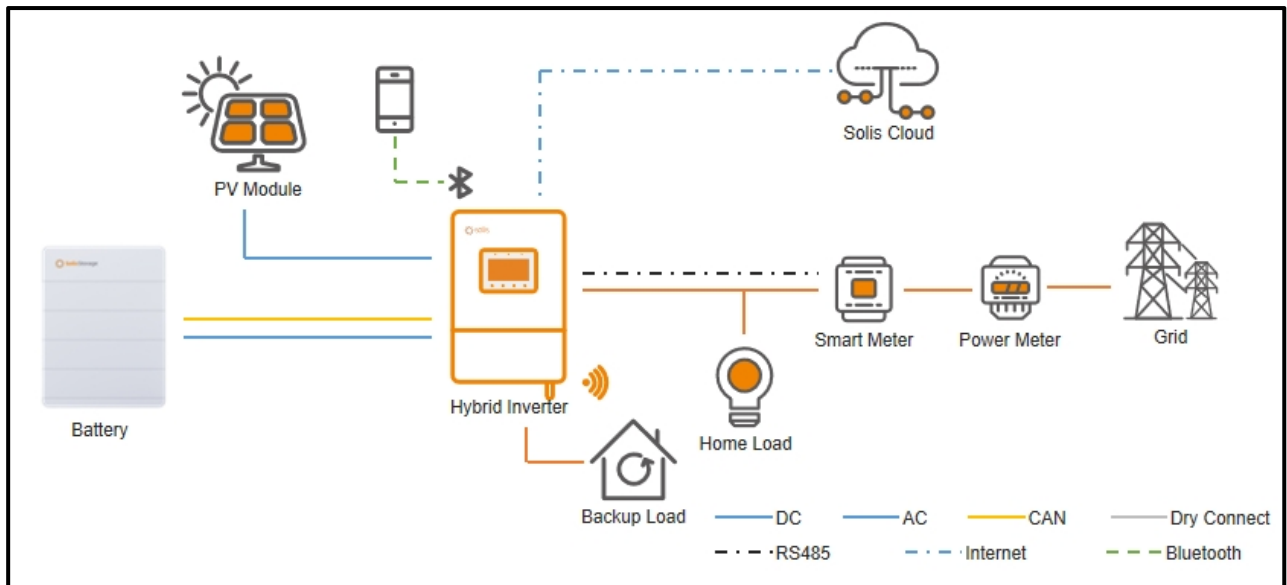 Solis Cloud
PV Module
solis
Smart Meter
Power Meter
Grid
Hybrid Inverter
Battery
Home Load
Backup Load
DC
AC
CAN
Dry Connect
RS485
Internet
Bluetooth